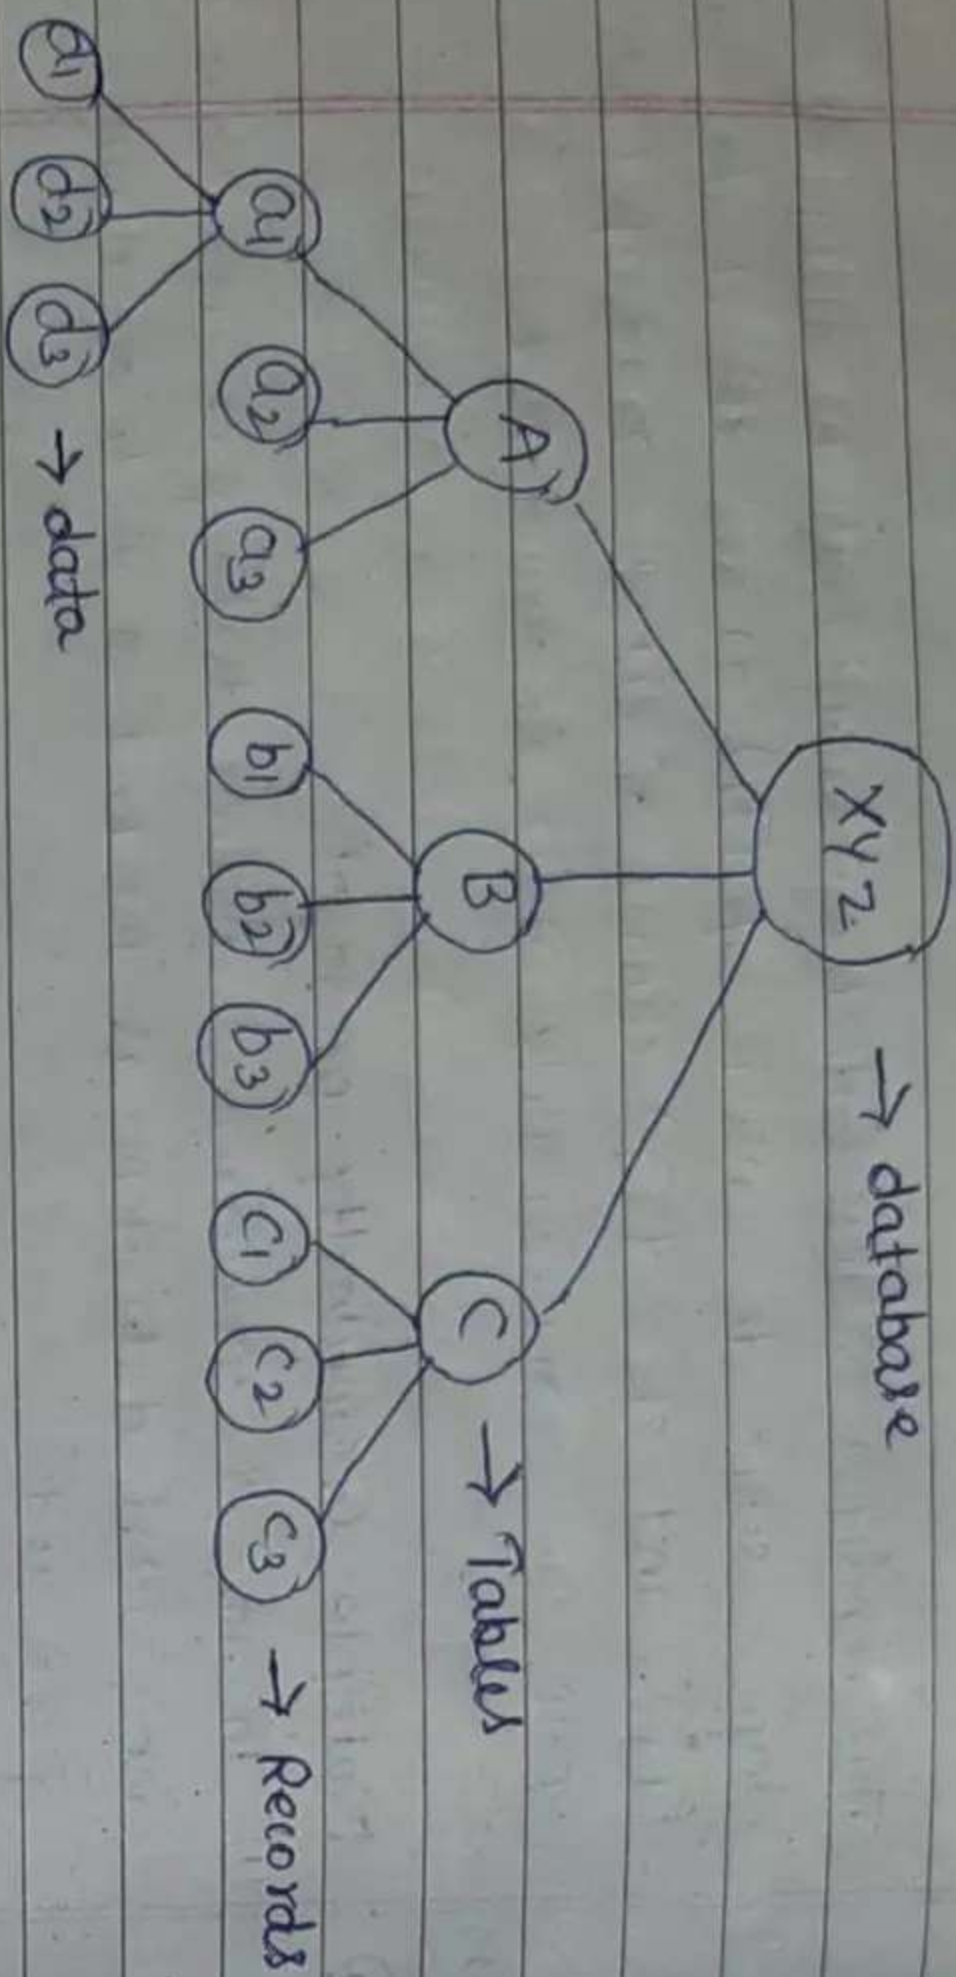 XYZ → database
A B C → Tables
a1 a2 a3 b1 b2 b3 c1 c2 c3 → Records
d1 d2 d3 → data